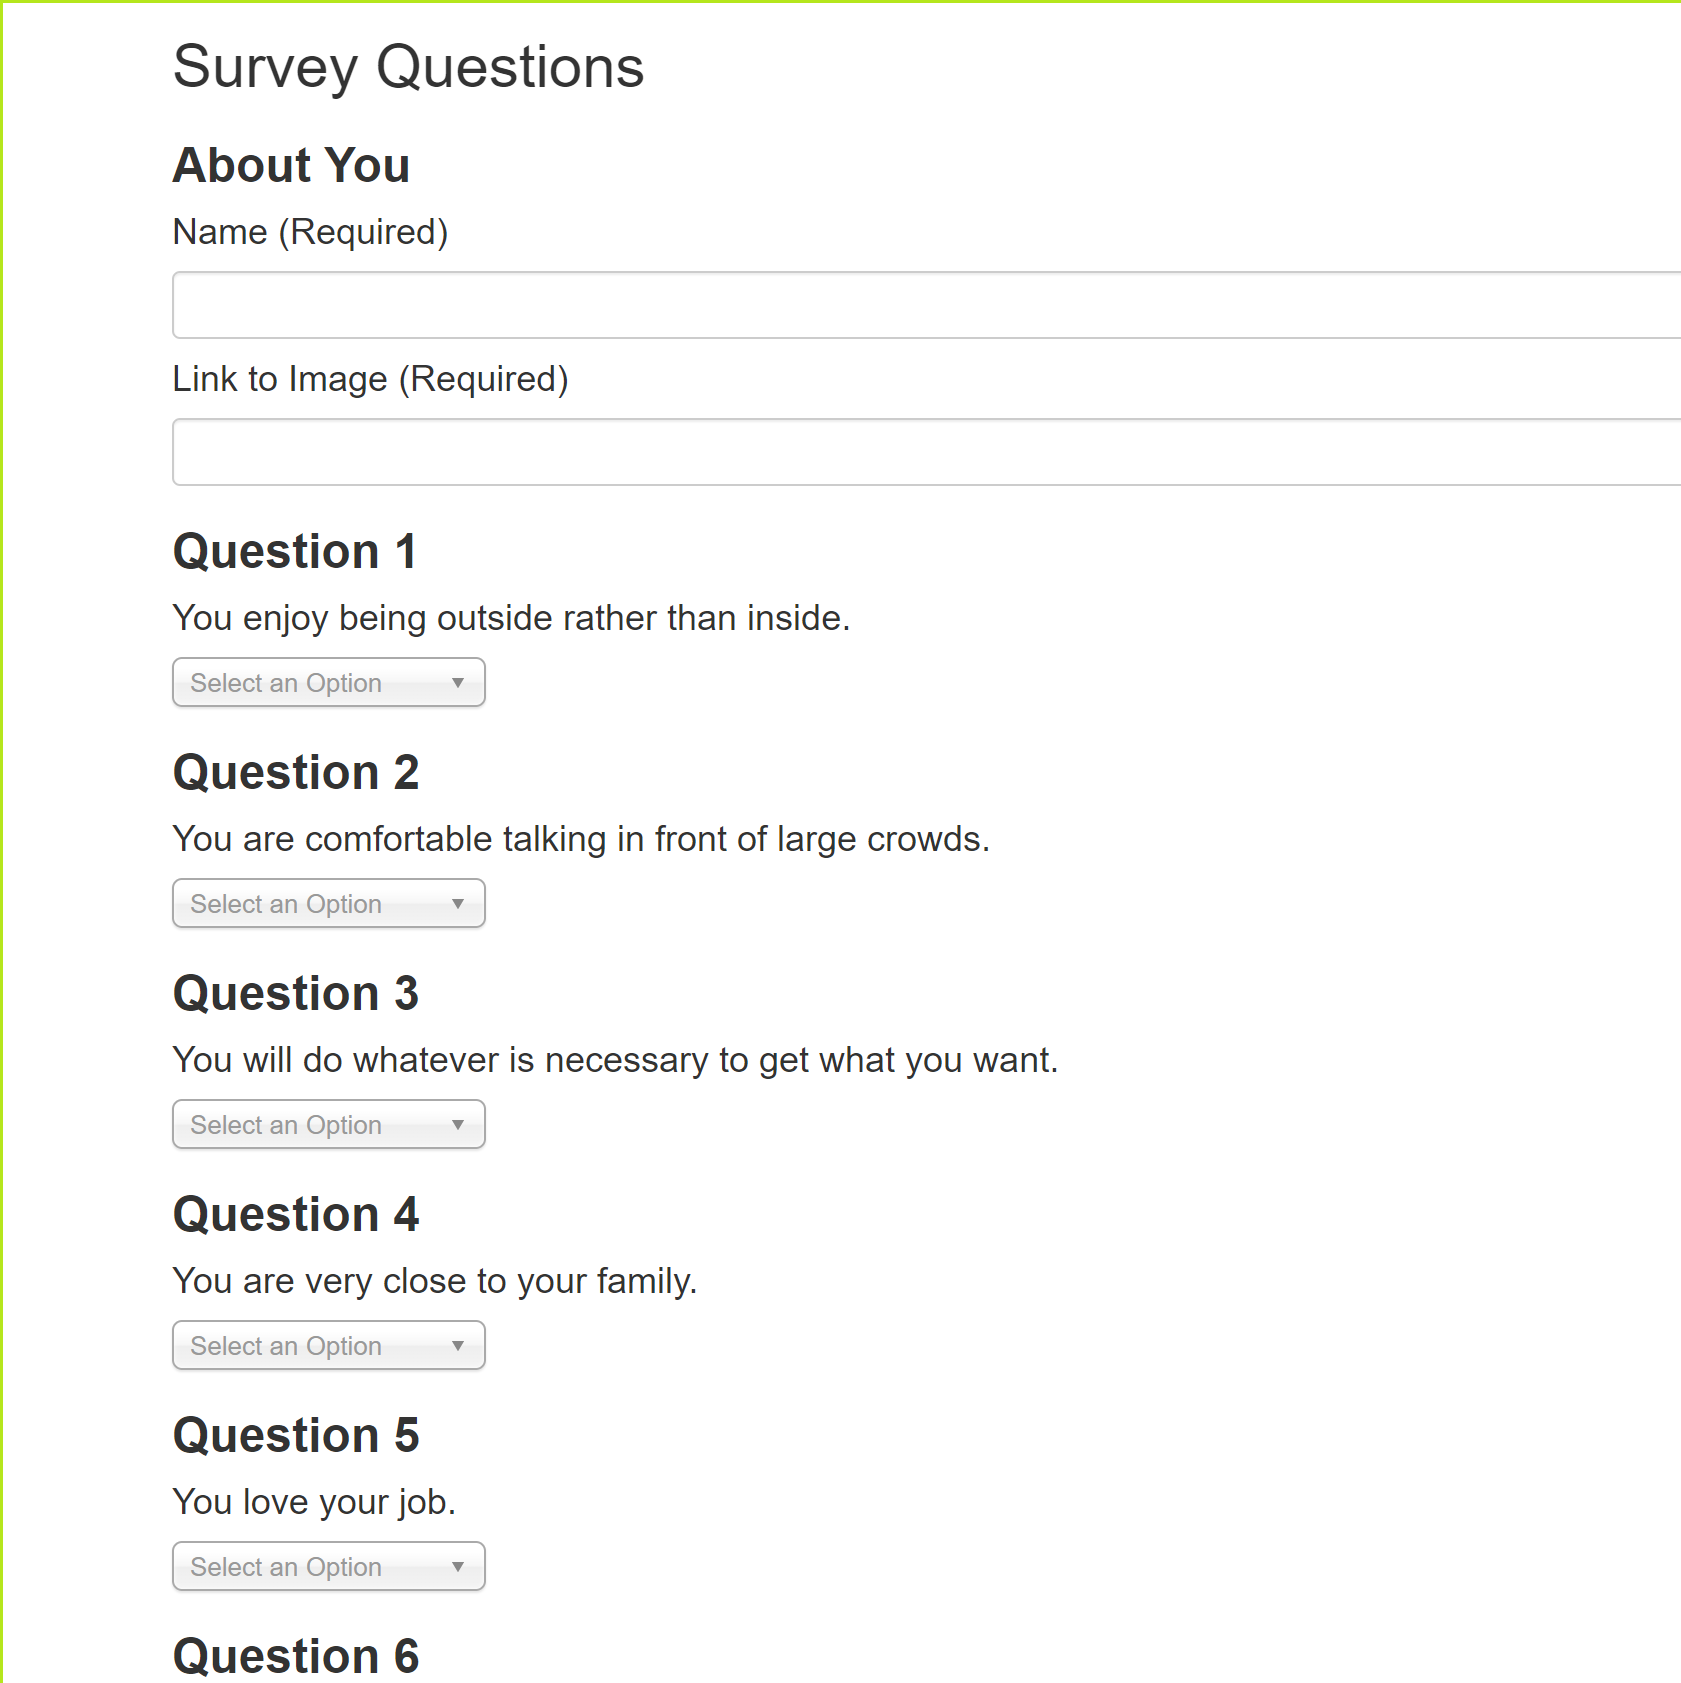 Survey Questions
About You
Name (Required)
Link to Image (Required)
Question 1
You enjoy being outside rather than inside.
Select an Option
Question 2
You are comfortable talking in front of large crowds.
Select an Option
Question 3
You will do whatever is necessary to get what you want.
Select an Option
Question 4
You are very close to your family.
Select an Option
Question 5
You love your job.
Select an Option
Question 6